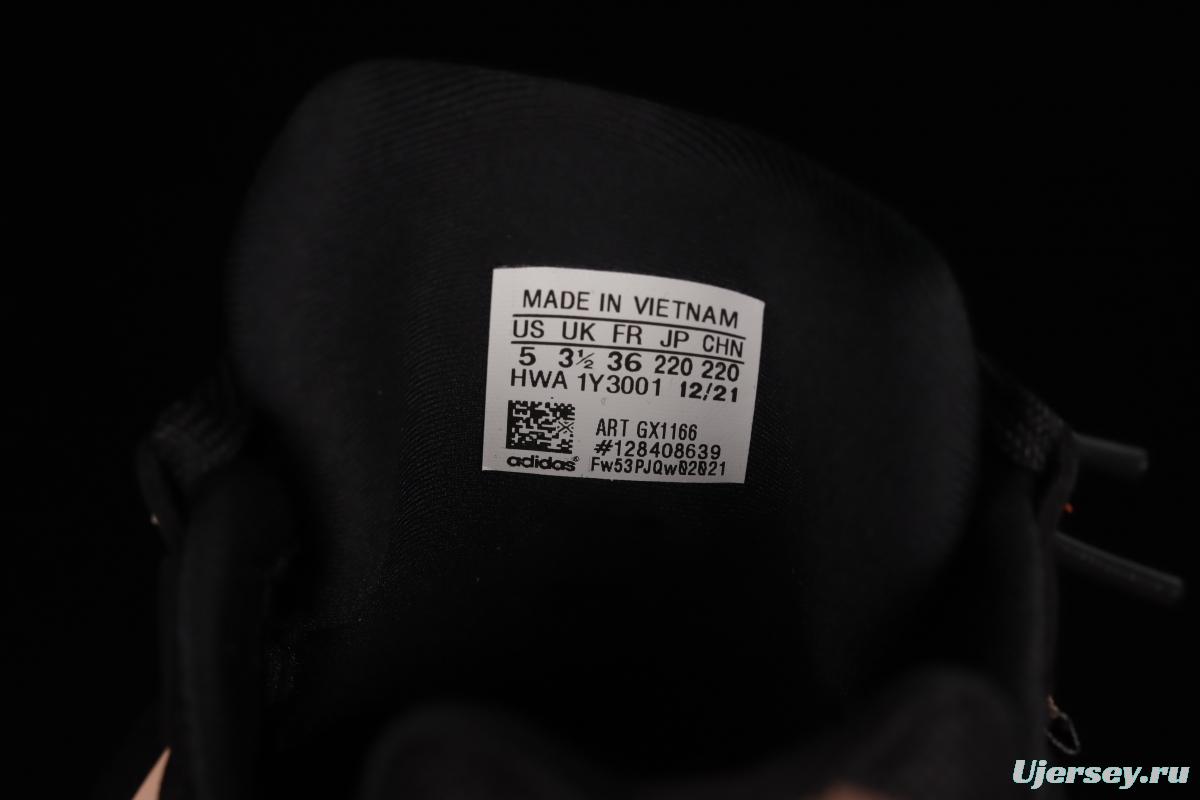 MADE IN VIETNAM
US UK FR JP CHN
5 3½ 36 220 220
HWA 1Y3001 12/21
ART GX1166
#128408639
adidas® Fw53PJQw02021
Ujersey.ru